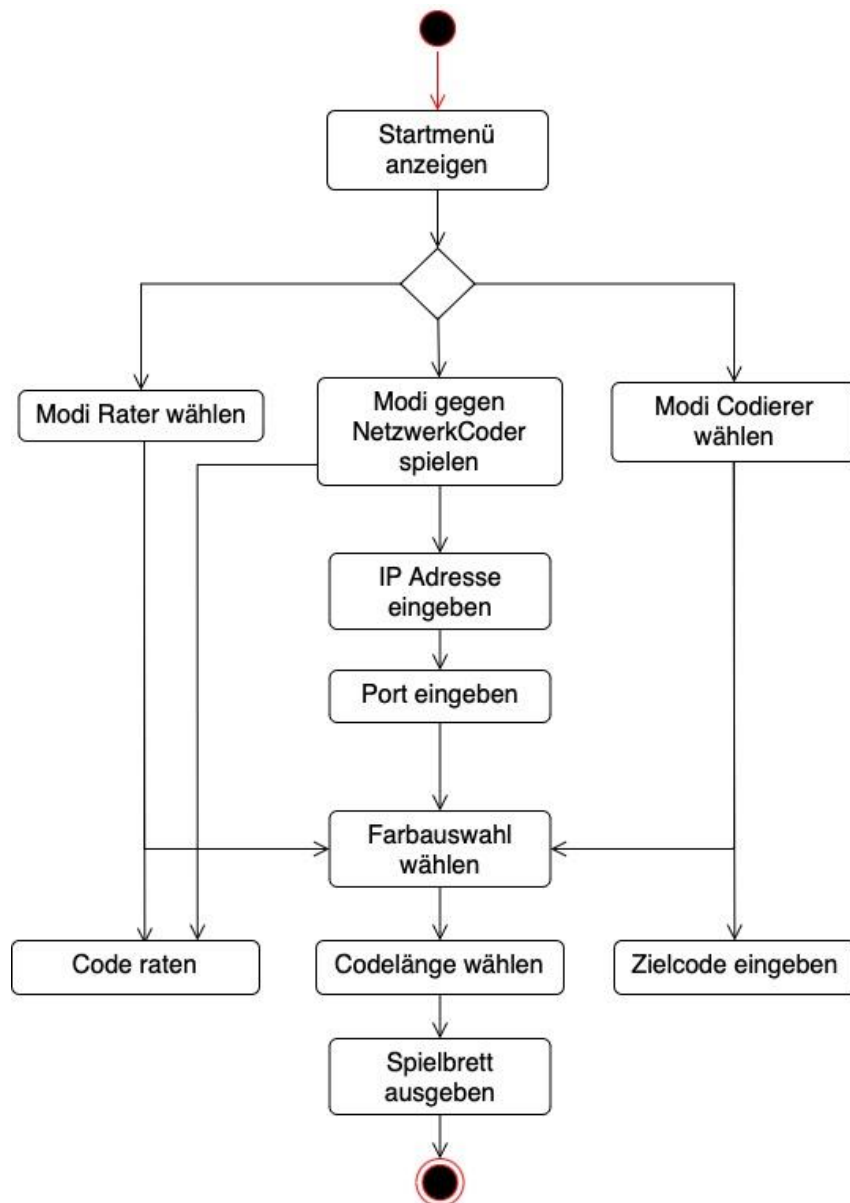 Startmenü
anzeigen
Modi Rater wählen
Modi gegen
NetzwerkCoder
spielen
Modi Codierer
wählen
IP Adresse
eingeben
Port eingeben
Farbauswahl
wählen
Code raten
Codelänge wählen
Zielcode eingeben
Spielbrett
ausgeben